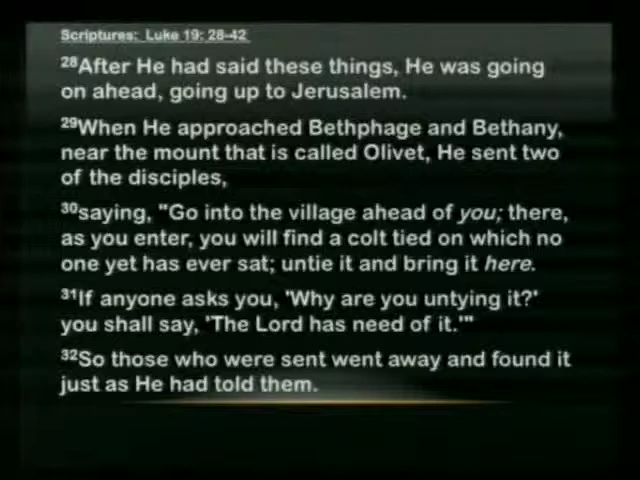 Scriptures: Luke 19: 28-42
28After He had said these things, He was going
on ahead, going up to Jerusalem.
29When He approached Bethphage and Bethany,
near the mount that is called Olivet, He sent two
of the disciples,
30saying, "Go into the village ahead of you; there,
as you enter, you will find a colt tied on which no
one yet has ever sat; untie it and bring it here.
31If anyone asks you, 'Why are you untying it?'
you shall say, 'The Lord has need of it.'"
32So those who were sent went away and found it
just as He had told them.